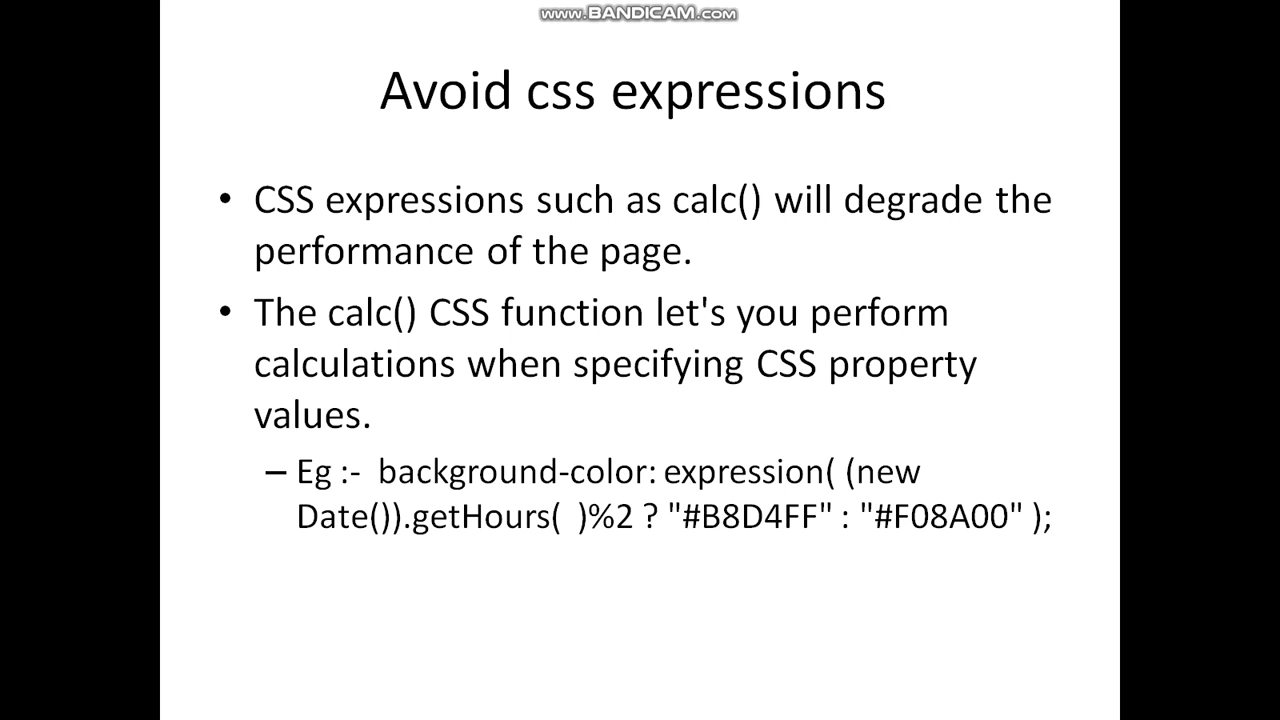 www.BANDICAM.com
Avoid css expressions
• CSS expressions such as calc() will degrade the
performance of the page.
• The calc() CSS function let's you perform
calculations when specifying CSS property
values.
– Eg :-  background-color: expression( (new
Date()).getHours(  )%2 ? "#B8D4FF" : "#F08A00" );